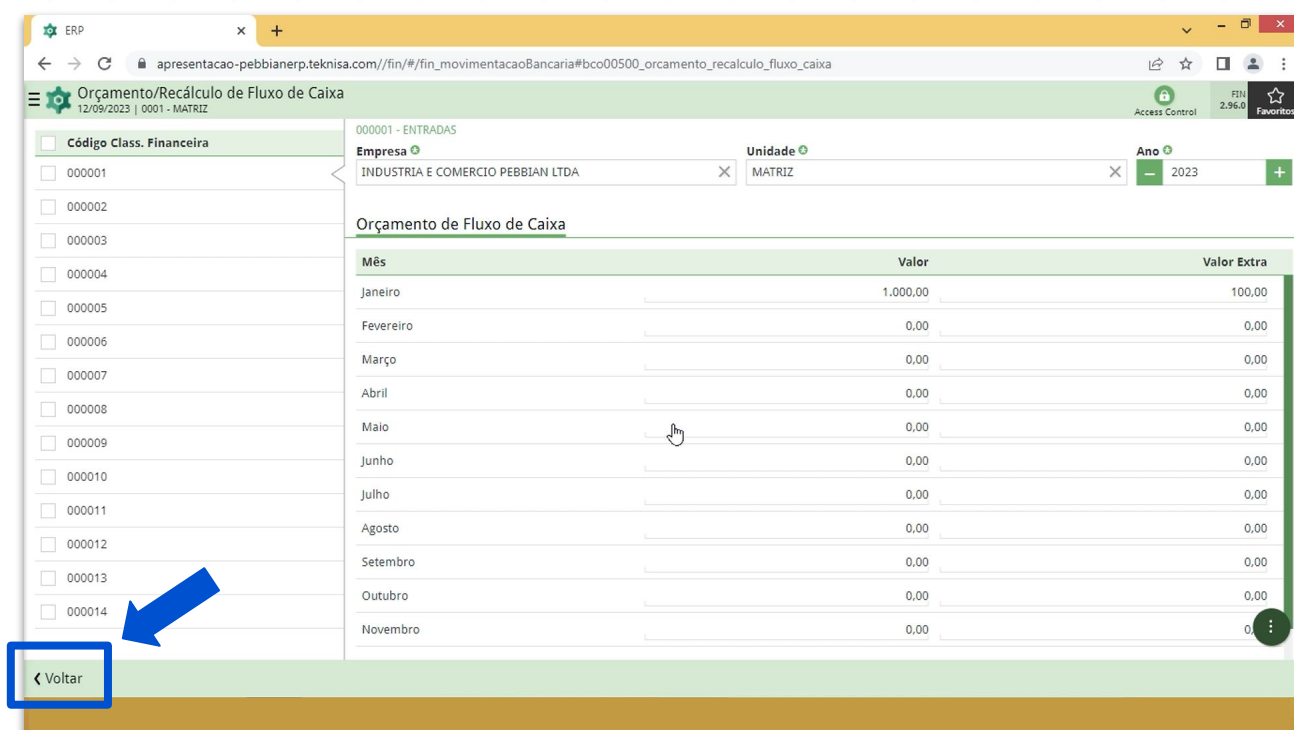 ERP
apresentacao-pebbianerp.teknisa.com//fin/#/fin_movimentacaoBancaria#bco00500_orcamento_recalculo_fluxo_caixa
Orçamento/Recálculo de Fluxo de Caixa
12/09/2023 | 0001 - MATRIZ
Access Control
FIN
2.96.0
Favoritos
Código Class. Financeira
000001
000002
000003
000004
000005
000006
000007
000008
000009
000010
000011
000012
000013
000014
000001 - ENTRADAS
Empresa Unidade Ano
INDUSTRIA E COMERCIO PEBBIAN LTDA MATRIZ 2023
Orçamento de Fluxo de Caixa
Mês Valor Valor Extra
Janeiro 1.000,00 100,00
Fevereiro 0,00 0,00
Março 0,00 0,00
Abril 0,00 0,00
Maio 0,00 0,00
Junho 0,00 0,00
Julho 0,00 0,00
Agosto 0,00 0,00
Setembro 0,00 0,00
Outubro 0,00 0,00
Novembro 0,00
Voltar